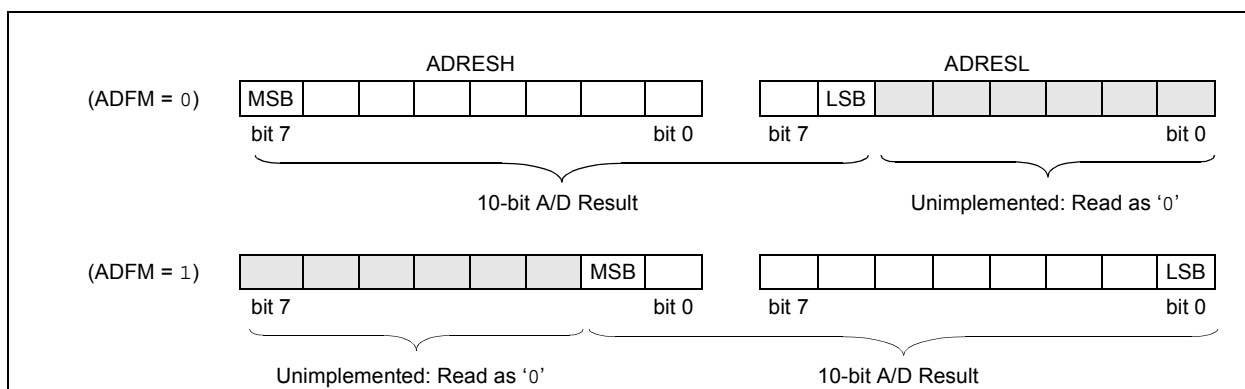 ADRESH ADRESL
(ADFM = 0) MSB LSB
bit 7 bit 0 bit 7 bit 0
10-bit A/D Result Unimplemented: Read as ‘0’
(ADFM = 1) MSB LSB
bit 7 bit 0 bit 7 bit 0
Unimplemented: Read as ‘0’ 10-bit A/D Result